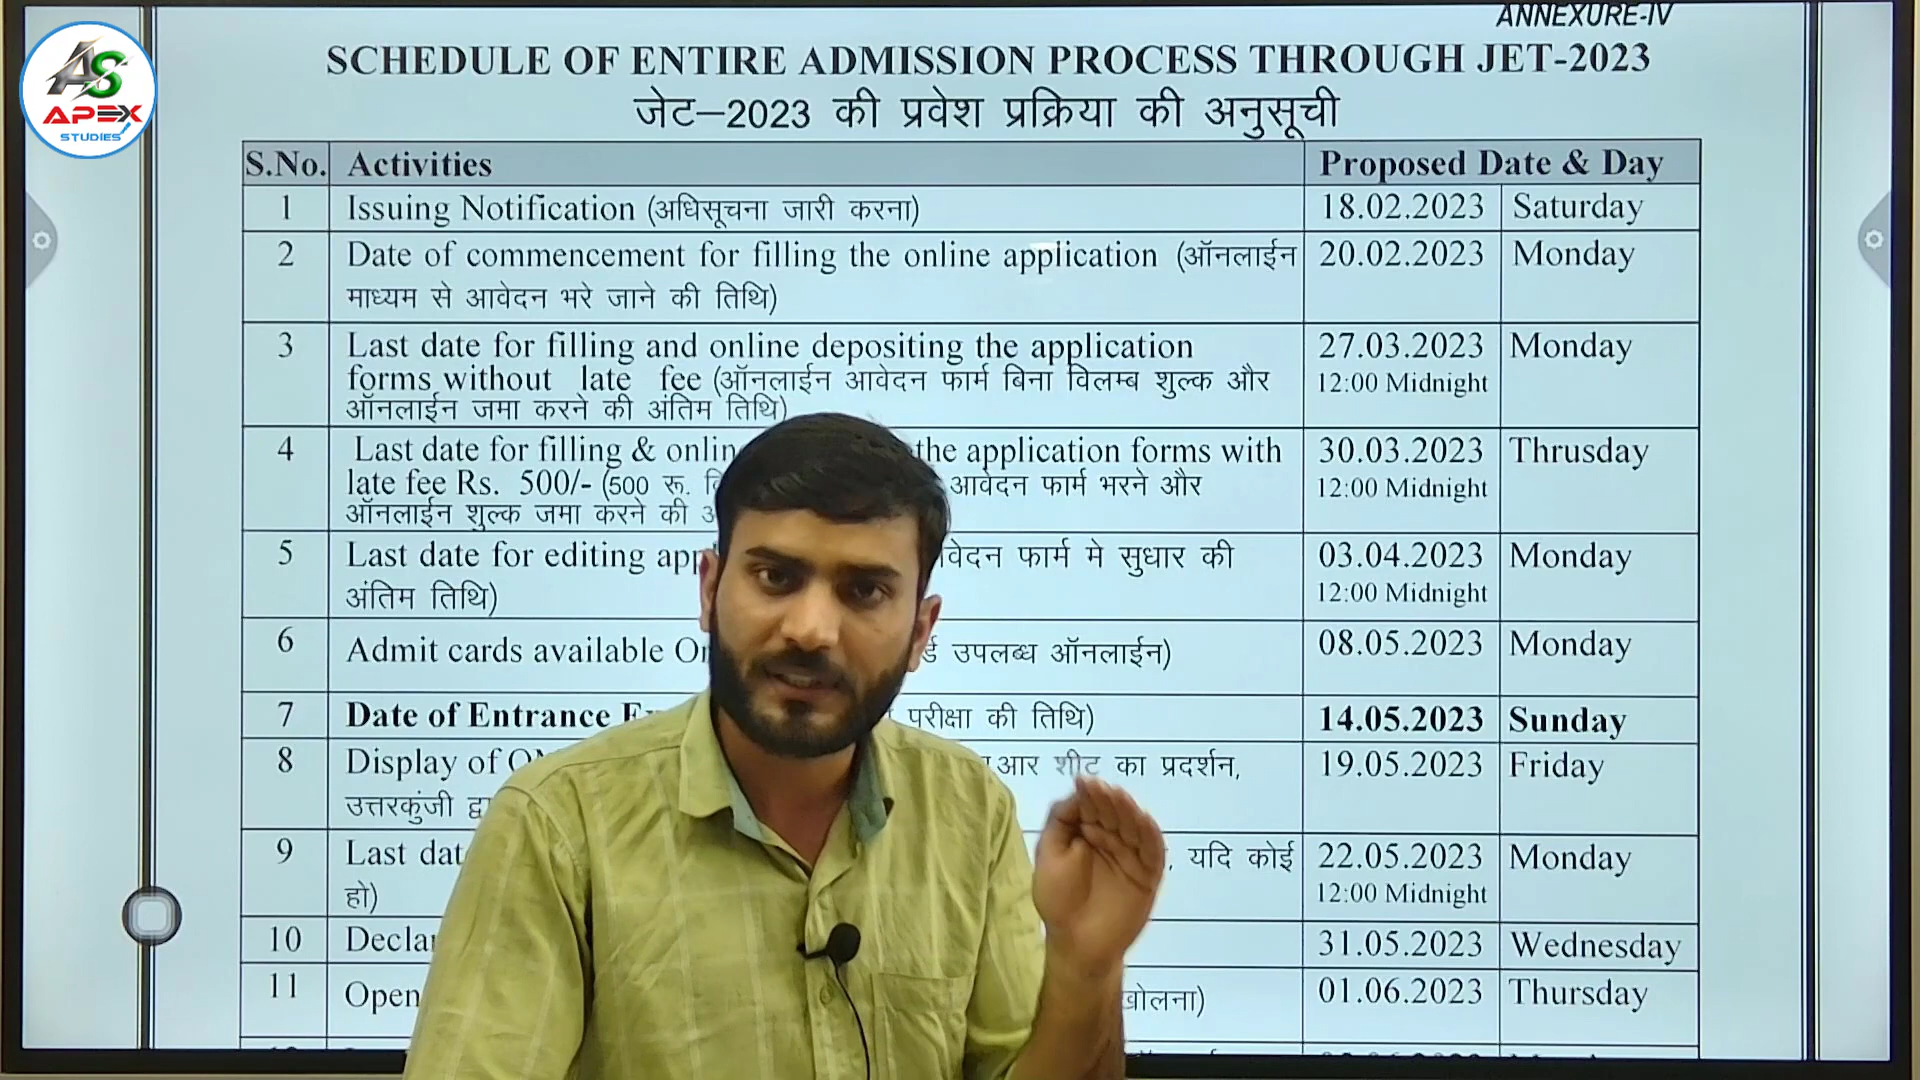 AS
APEX
STUDIES
ANNEXURE-IV
SCHEDULE OF ENTIRE ADMISSION PROCESS THROUGH JET-2023
जेट–2023 की प्रवेश प्रक्रिया की अनुसूची
S.No. Activities Proposed Date & Day
1 Issuing Notification (अधिसूचना जारी करना) 18.02.2023 Saturday
2 Date of commencement for filling the online application (ऑनलाईन 20.02.2023 Monday
माध्यम से आवेदन भरे जाने की तिथि)
3 Last date for filling and online depositing the application 27.03.2023 Monday
forms without late fee (ऑनलाईन आवेदन फार्म बिना विलम्ब शुल्क और 12:00 Midnight
ऑनलाईन जमा करने की अंतिम तिथि)
4 Last date for filling & onlin the application forms with 30.03.2023 Thrusday
late fee Rs. 500/- (500 रू. आवेदन फार्म भरने और 12:00 Midnight
ऑनलाईन शुल्क जमा करने की
5 Last date for editing app वेदन फार्म मे सुधार की 03.04.2023 Monday
अंतिम तिथि) 12:00 Midnight
6 Admit cards available उपलब्ध ऑनलाईन) 08.05.2023 Monday
7 Date of Entrance परीक्षा की तिथि) 14.05.2023 Sunday
8 Display of आर शीट का प्रदर्शन, 19.05.2023 Friday
उत्तरकुंजी
9 Last dat यदि कोई 22.05.2023 Monday
हो) 12:00 Midnight
10 Decla 31.05.2023 Wednesday
11 Open खोलना) 01.06.2023 Thursday